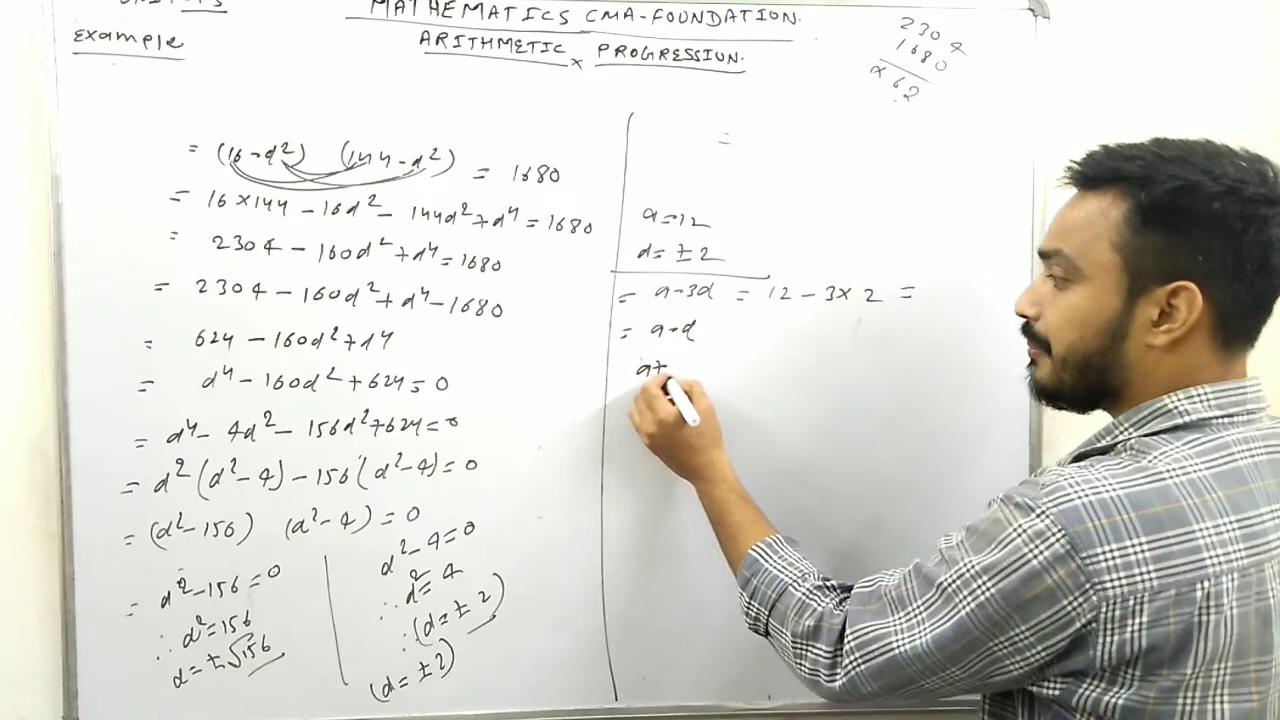 MATHEMATICS CMA-FOUNDATION.
ARITHMETIC PROGRESSION.
Example
2304
1680
x 62
= (16-d²) (144-d²) = 1680
= 16×144 - 16d² - 144d²+d⁴ = 1680
= 2304 - 160d²+d⁴=1680
= 2304 - 160d²+d⁴-1680
= 624 - 160d²+d⁴
= d⁴ - 160d² + 624 = 0
= d⁴ - 4d² - 156d²+624=0
= d²(d²-4) - 156(d²-4)=0
= (d²-156) (d²-4) = 0
= d²-156=0
∴ d²=156
d=±√156
d²-4=0
∴ d²=4
∴ (d=±2)
(d=±2)
=
a=12
d=±2
= a-3d = 12-3×2 =
= a-d
a+